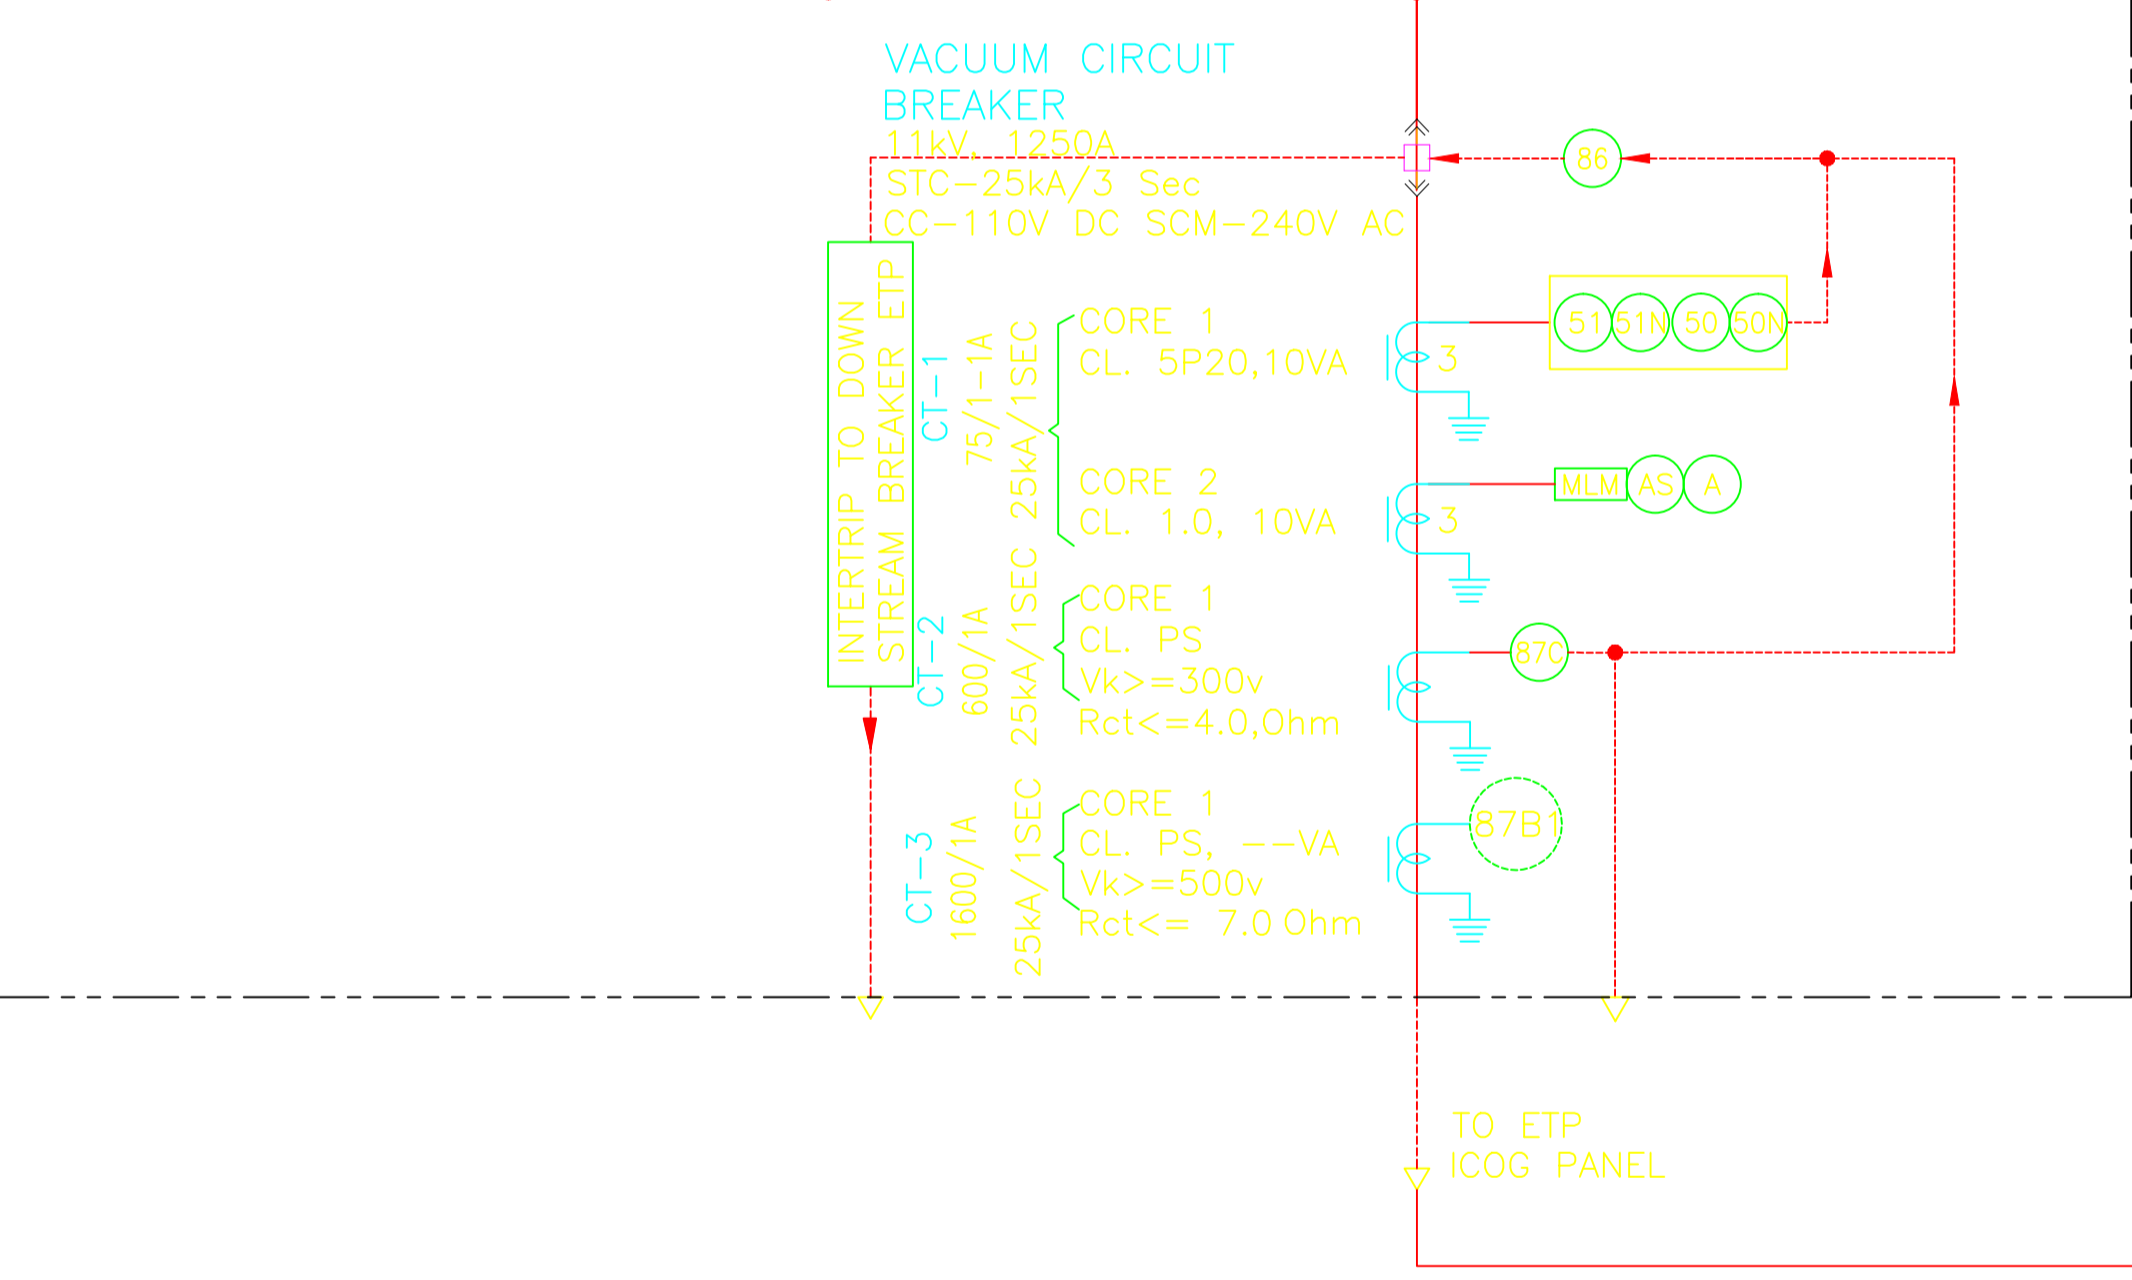 VACUUM CIRCUIT
BREAKER
11kV, 1250A
STC-25kA/3 Sec
CC-110V DC SCM-240V AC
86
INTERTRIP TO DOWN
STREAM BREAKER ETP
CT-1
75/1-1A
25kA/1SEC
CORE 1
CL. 5P20,10VA
3
51 51N 50 50N
CORE 2
CL. 1.0, 10VA
3
MLM AS A
CT-2
600/1A
25kA/1SEC
CORE 1
CL. PS
Vk>=300v
Rct<=4.0,Ohm
87C
CT-3
1600/1A
25kA/1SEC
CORE 1
CL. PS, --VA
Vk>=500v
Rct<= 7.0 Ohm
87B1
TO ETP
ICOG PANEL